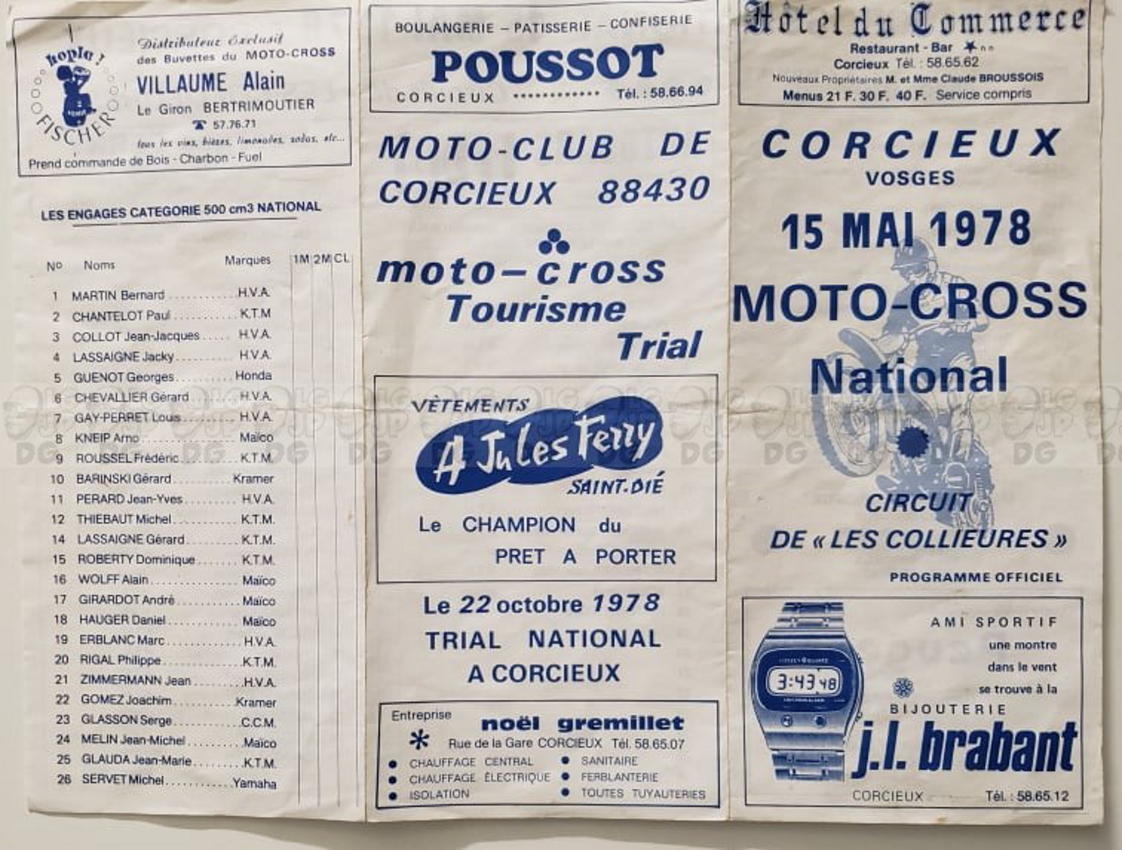 hopla !
FISCHER
Distributeur Exclusif
des Buvettes du MOTO-CROSS
VILLAUME Alain
Le Giron BERTRIMOUTIER
☎ 57.76.71
tous les vins, bières, limonades, sodas, etc...
Prend commande de Bois - Charbon - Fuel
LES ENGAGES CATEGORIE 500 cm3 NATIONAL
No Noms Marques 1M 2M CL
1 MARTIN Bernard H.V.A.
2 CHANTELOT Paul K.T.M
3 COLLOT Jean-Jacques H.V.A.
4 LASSAIGNE Jacky H.V.A.
5 GUENOT Georges Honda
6 CHEVALLIER Gérard H.V.A.
7 GAY-PERRET Louis H.V.A.
8 KNEIP Arno Maïco
9 ROUSSEL Frédéric K.T.M.
10 BARINSKI Gérard Kramer
11 PERARD Jean-Yves H.V.A.
12 THIEBAUT Michel K.T.M.
14 LASSAIGNE Gérard K.T.M.
15 ROBERTY Dominique K.T.M.
16 WOLFF Alain Maïco
17 GIRARDOT André Maïco
18 HAUGER Daniel Maïco
19 ERBLANC Marc H.V.A.
20 RIGAL Philippe K.T.M.
21 ZIMMERMANN Jean H.V.A.
22 GOMEZ Joachim Kramer
23 GLASSON Serge C.C.M.
24 MELIN Jean-Michel Maïco
25 GLAUDA Jean-Marie K.T.M.
26 SERVET Michel Yamaha
BOULANGERIE – PATISSERIE – CONFISERIE
POUSSOT
CORCIEUX ............ Tél. : 58.66.94
MOTO-CLUB DE
CORCIEUX 88430
moto–cross
Tourisme
Trial
VÊTEMENTS
A JuLes Ferry
SAINT-DIÉ
Le CHAMPION du
PRET A PORTER
Le 22 octobre 1978
TRIAL NATIONAL
A CORCIEUX
Entreprise noël gremillet
Rue de la Gare CORCIEUX Tél. 58.65.07
● CHAUFFAGE CENTRAL ● SANITAIRE
● CHAUFFAGE ÉLECTRIQUE ● FERBLANTERIE
● ISOLATION ● TOUTES TUYAUTERIES
Hôtel du Commerce
Restaurant - Bar ★nn
Corcieux Tél. : 58.65.62
Nouveaux Propriétaires M. et Mme Claude BROUSSOIS
Menus 21 F. 30 F. 40 F. Service compris
CORCIEUX
VOSGES
15 MAI 1978
MOTO-CROSS
National
CIRCUIT
DE « LES COLLIEURES »
PROGRAMME OFFICIEL
3:43 48
AMI SPORTIF
une montre
dans le vent
se trouve à la
BIJOUTERIE
j.l. brabant
CORCIEUX Tél. : 58.65.12